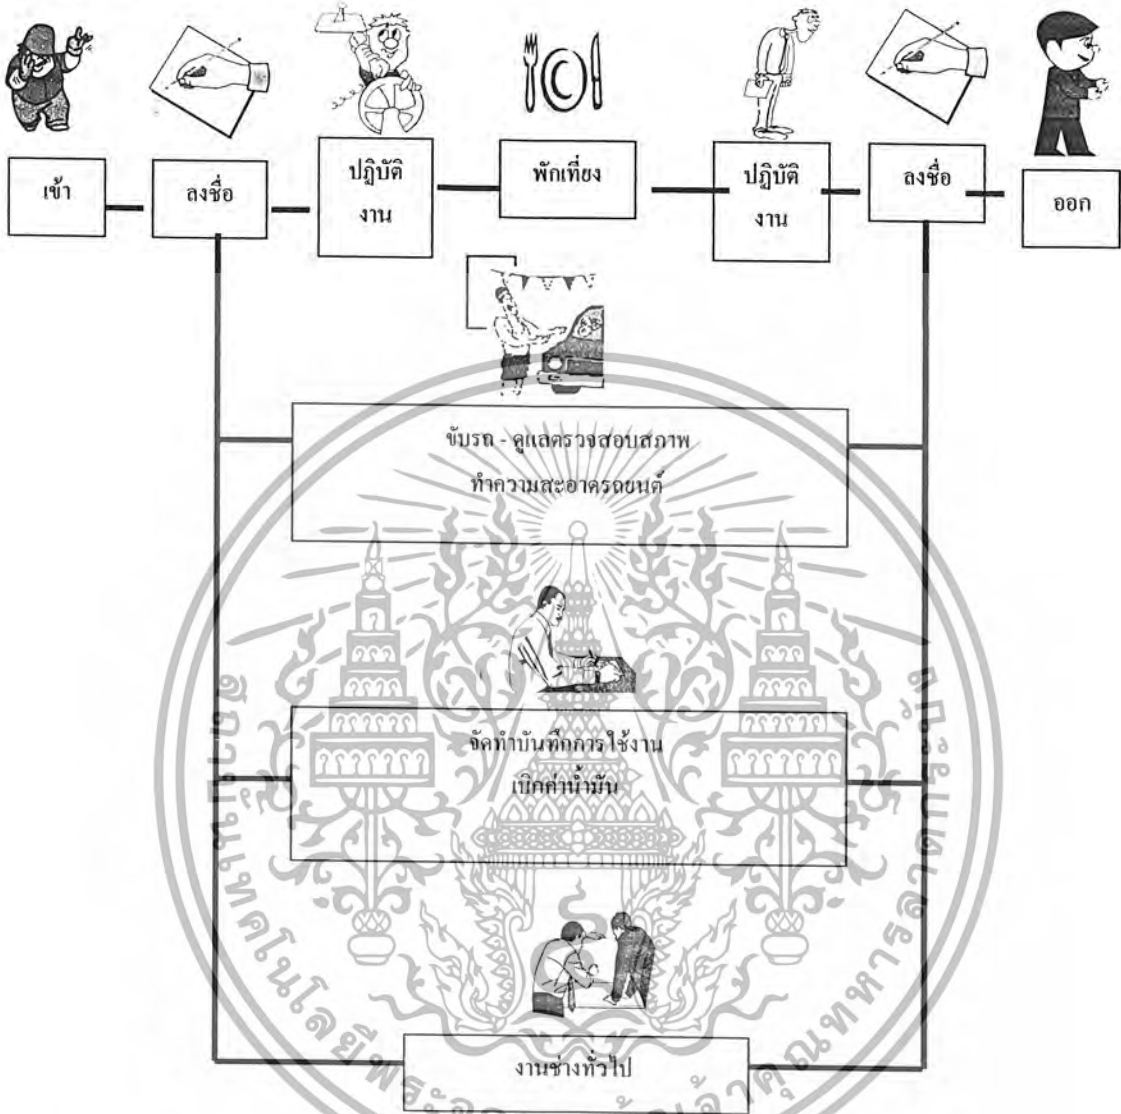 เข้า
ลงชื่อ
ปฏิบัติ
งาน
พักเที่ยง
ปฏิบัติ
งาน
ลงชื่อ
ออก
ขับรถ - ดูแลตรวจสอบสภาพ
ทำความสะอาดรถยนต์
จัดทำบันทึกการใช้งาน
เบิกค่าน้ำมัน
งานช่างทั่วไป